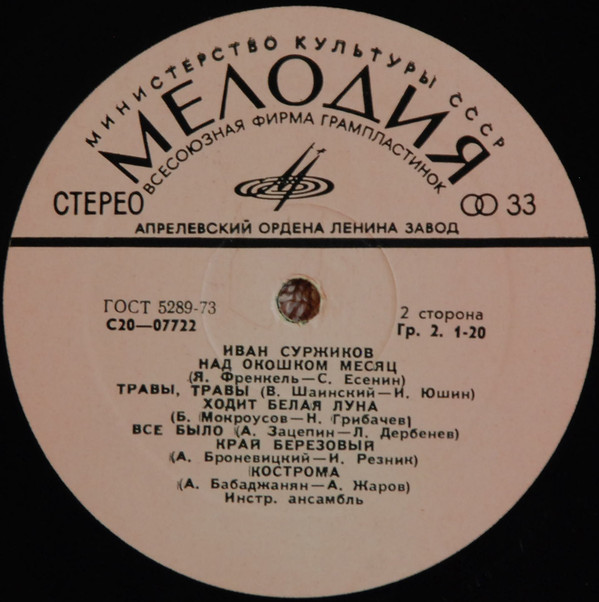 МИНИСТЕРСТВО КУЛЬТУРЫ СССР
МЕЛОДИЯ
ВСЕСОЮЗНАЯ ФИРМА ГРАМПЛАСТИНОК
СТЕРЕО
33
АПРЕЛЕВСКИЙ ОРДЕНА ЛЕНИНА ЗАВОД
ГОСТ 5289-73
С20—07722
2 сторона
Гр. 2. 1-20
ИВАН СУРЖИКОВ
НАД ОКОШКОМ МЕСЯЦ
(Я. Френкель—С. Есенин)
ТРАВЫ, ТРАВЫ (В. Шаинский—И. Юшин)
ХОДИТ БЕЛАЯ ЛУНА
(Б. Мокроусов—Н. Грибачев)
ВСЕ БЫЛО (А. Зацепин—Л. Дербенев)
КРАЙ БЕРЕЗОВЫЙ
(А. Броневицкий—И. Резник)
КОСТРОМА
(А. Бабаджанян—А. Жаров)
Инстр. ансамбль